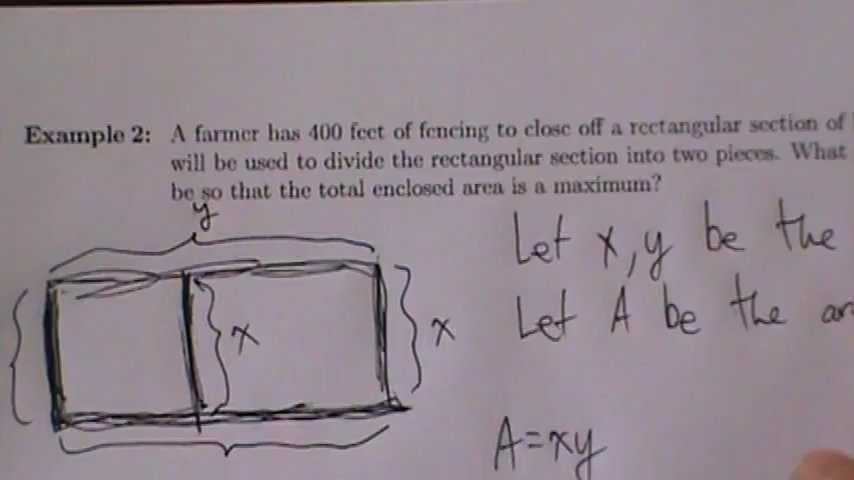 Example 2: A farmer has 400 feet of fencing to close off a rectangular section of
will be used to divide the rectangular section into two pieces. What
be so that the total enclosed area is a maximum?
y
Let x, y be the
x
x
Let A be the
A=xy